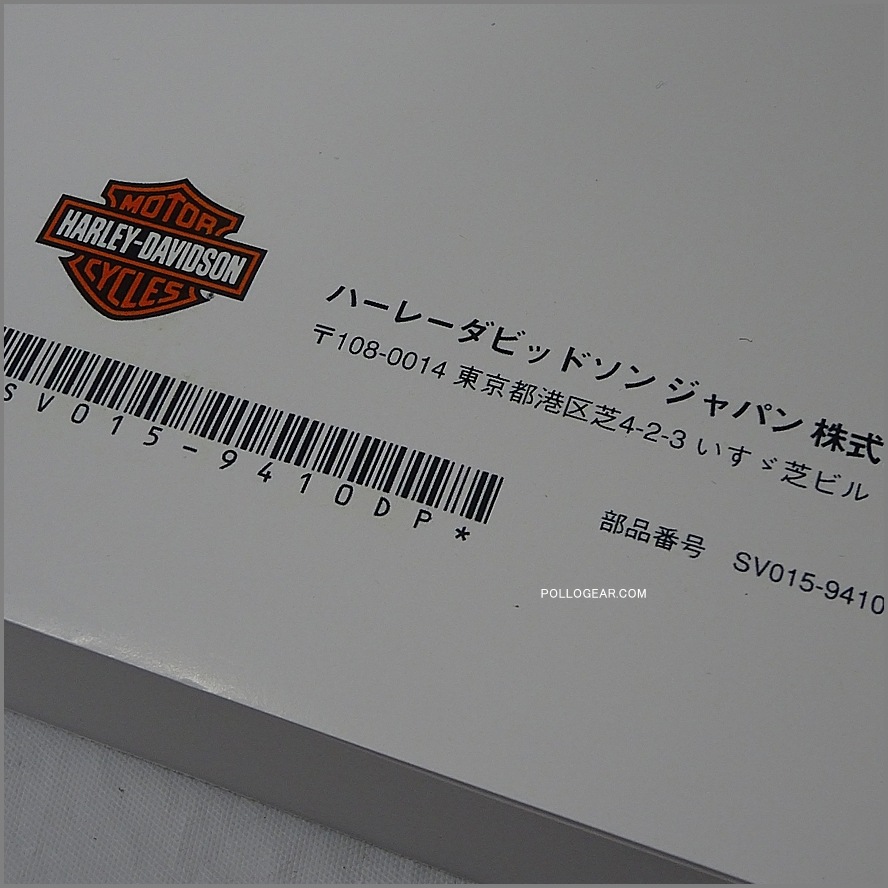 MOTOR
HARLEY-DAVIDSON
CYCLES
ハーレーダビッドソン ジャパン 株式
〒108-0014 東京都港区芝4-2-3 いすゞ芝ビル
SV015-9410DP*
部品番号 SV015-9410
POLLOGEAR.COM